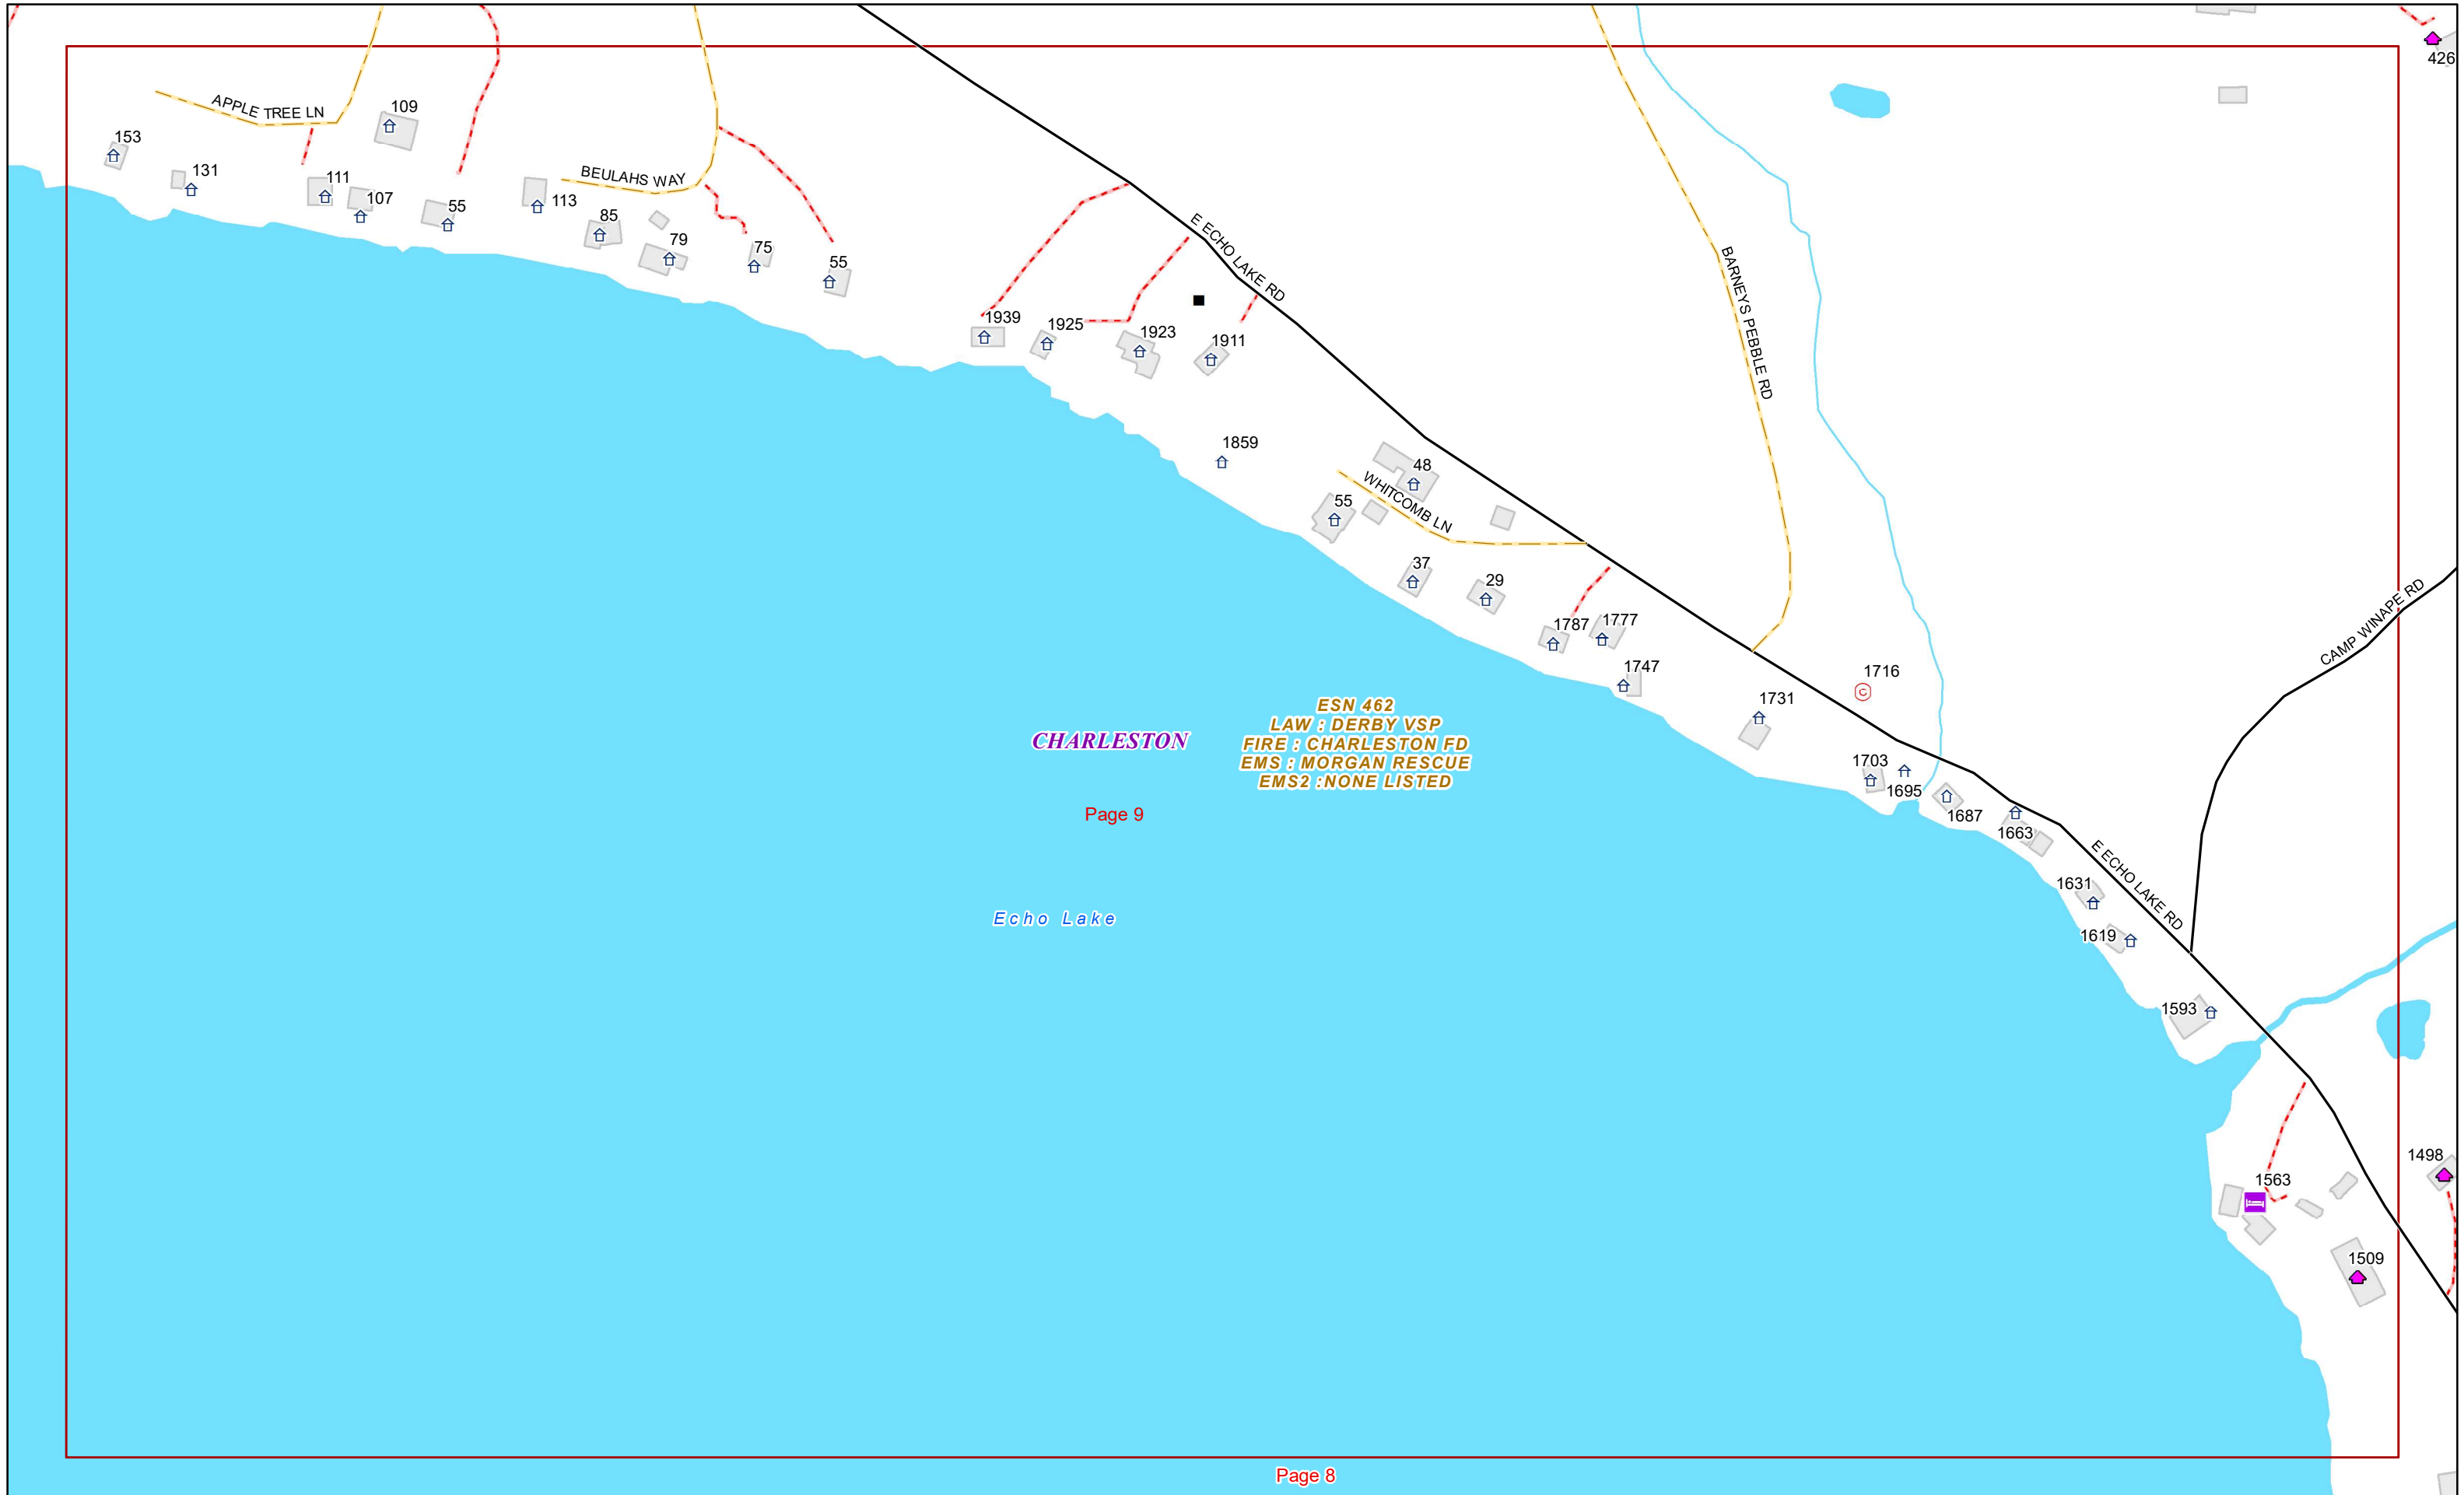 426
APPLE TREE LN
109
153
131
111
107
55
113
BEULAHS WAY
85
79
75
55
E ECHO LAKE RD
1939
1925
1923
1911
BARNEYS PEBBLE RD
1859
48
WHITCOMB LN
55
37
29
1787
1777
1747
CAMP WINAPE RD
1716
1731
ESN 462
LAW : DERBY VSP
FIRE : CHARLESTON FD
EMS : MORGAN RESCUE
EMS2 :NONE LISTED
CHARLESTON
Page 9
1703
1695
1687
1663
E ECHO LAKE RD
1631
Echo Lake
1619
1593
1498
1563
1509
Page 8